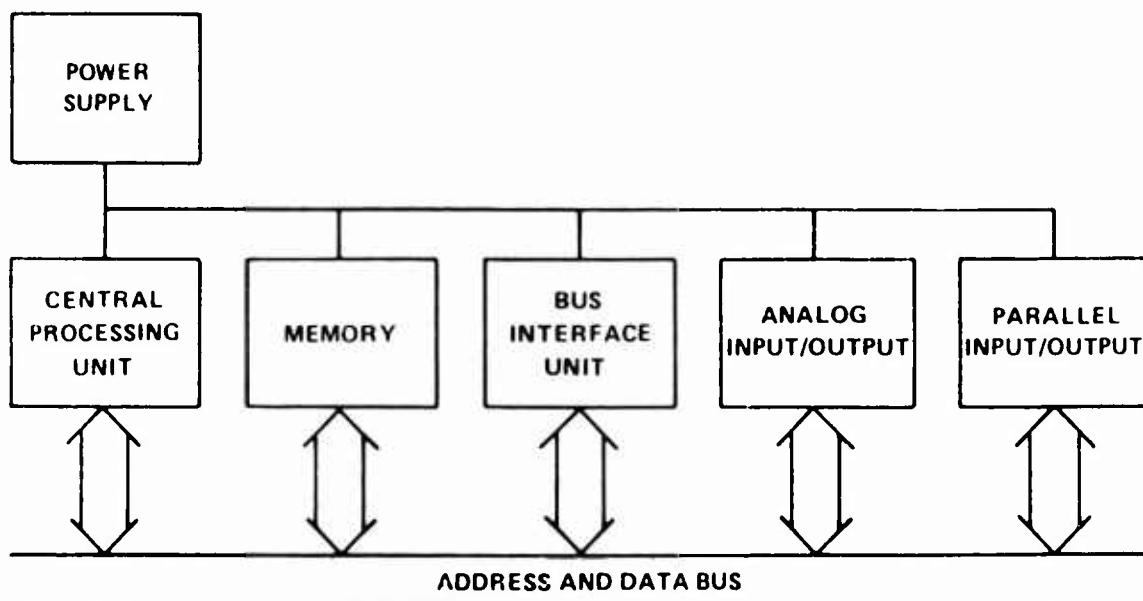 POWER
SUPPLY
CENTRAL
PROCESSING
UNIT
MEMORY
BUS
INTERFACE
UNIT
ANALOG
INPUT/OUTPUT
PARALLEL
INPUT/OUTPUT
ADDRESS AND DATA BUS